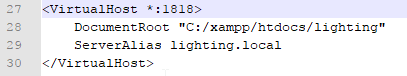 27 <VirtualHost *:1818>
28 DocumentRoot "C:/xampp/htdocs/lighting"
29 ServerAlias lighting.local
30 </VirtualHost>